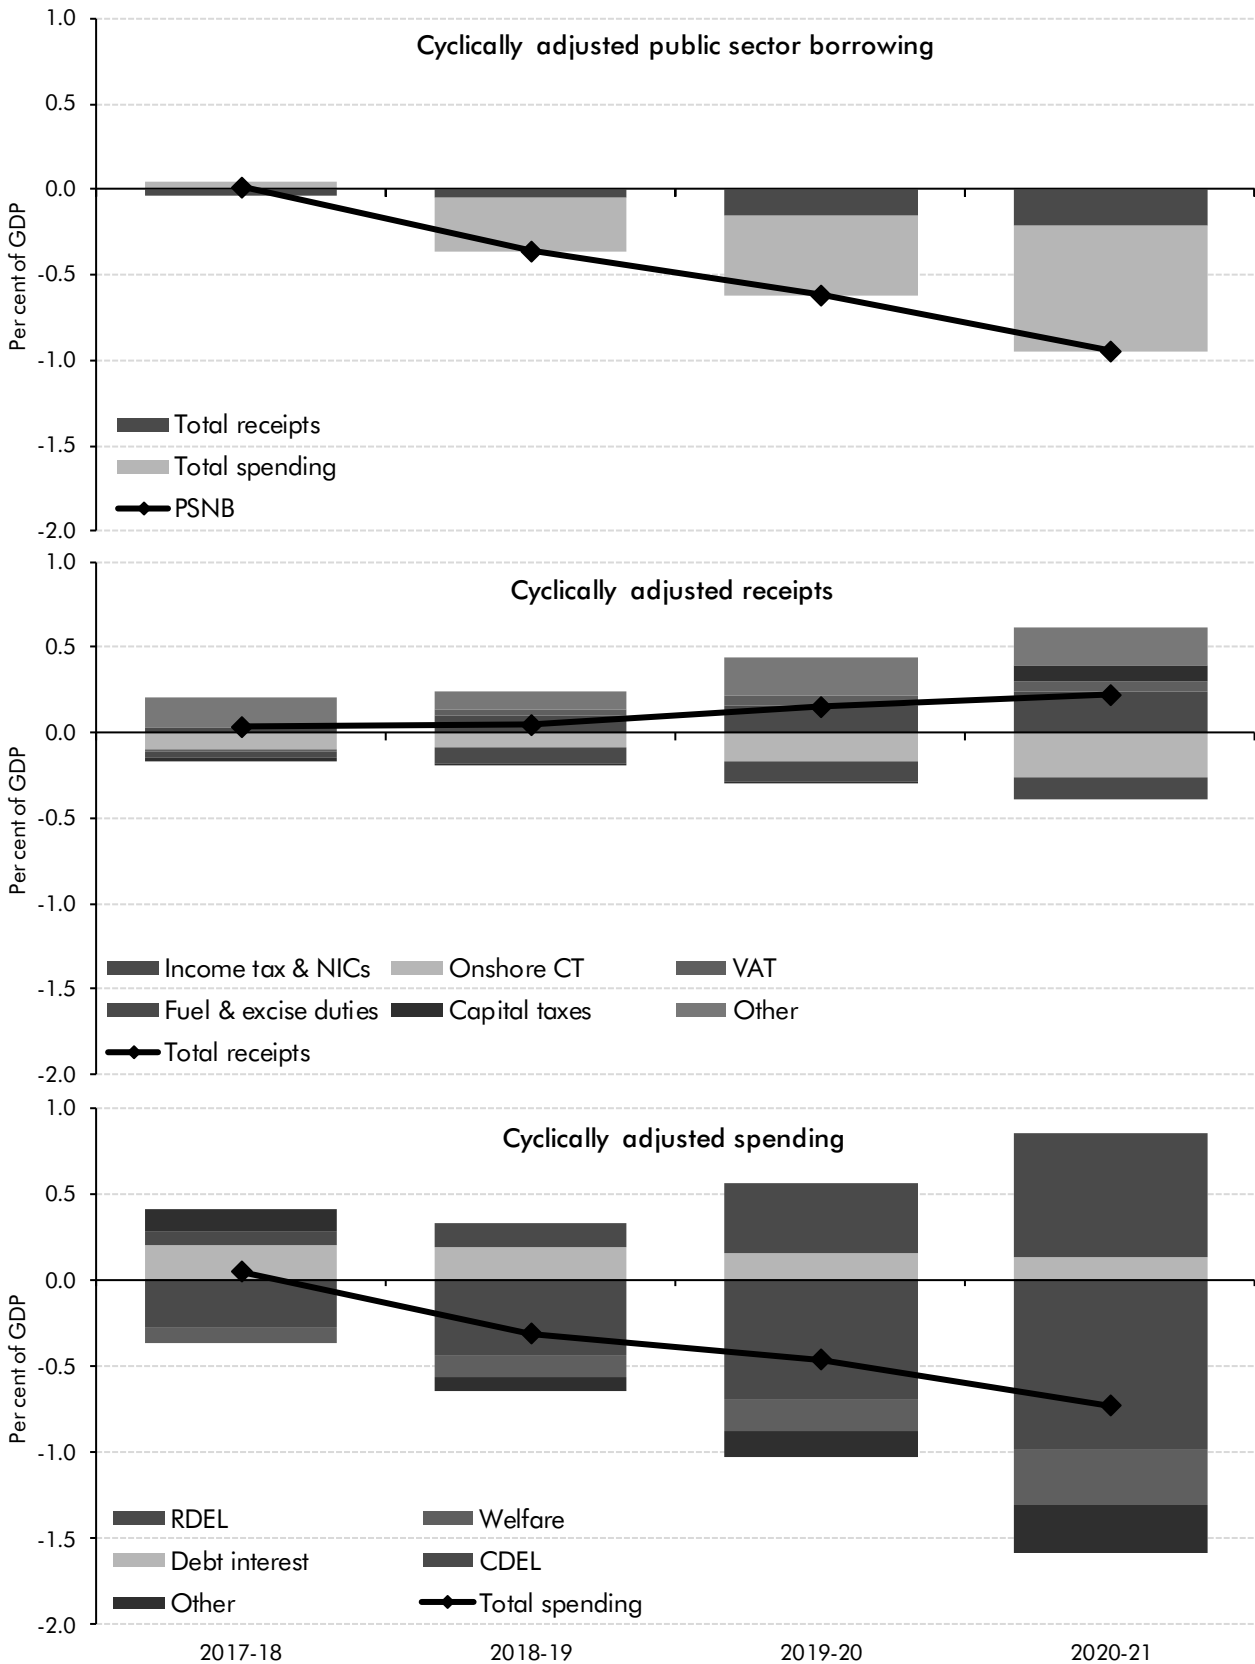 Cyclically adjusted public sector borrowing
1.0
0.5
0.0
-0.5
-1.0
-1.5
-2.0
Per cent of GDP
Total receipts
Total spending
PSNB
Cyclically adjusted receipts
1.0
0.5
0.0
-0.5
-1.0
-1.5
-2.0
Per cent of GDP
Income tax & NICs Onshore CT VAT
Fuel & excise duties Capital taxes Other
Total receipts
Cyclically adjusted spending
1.0
0.5
0.0
-0.5
-1.0
-1.5
-2.0
Per cent of GDP
RDEL Welfare
Debt interest CDEL
Other Total spending
2017-18 2018-19 2019-20 2020-21